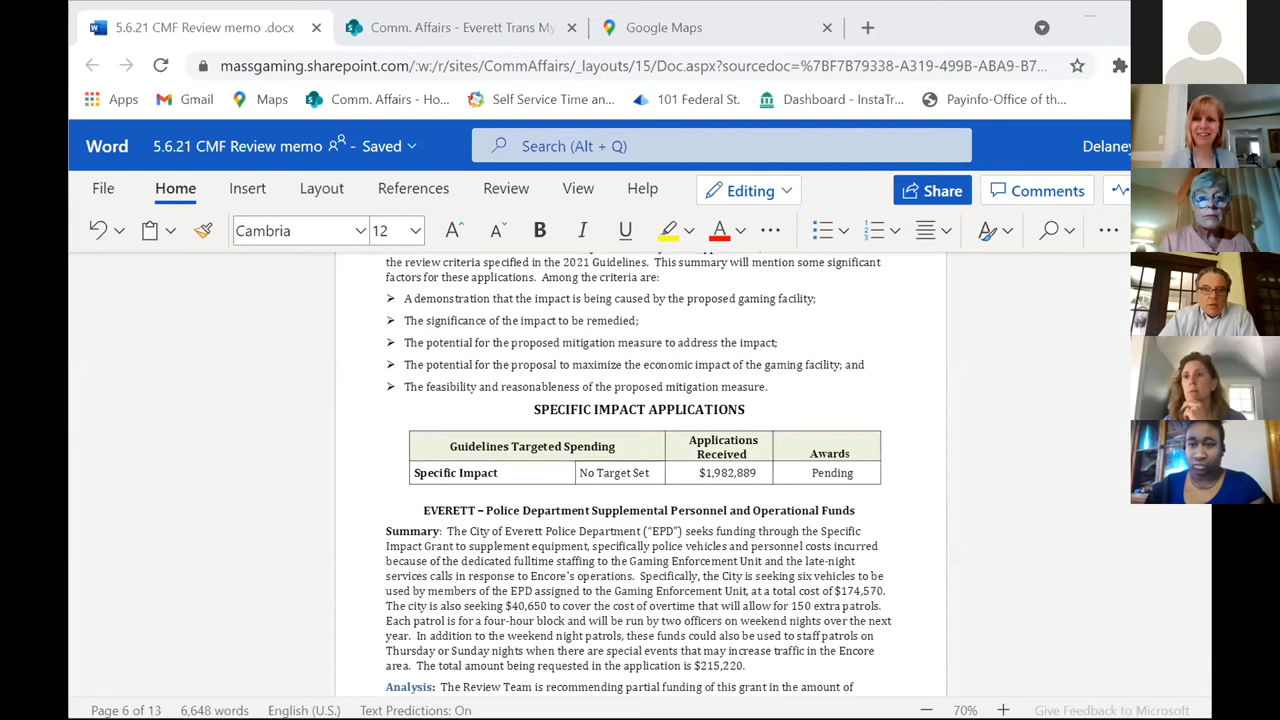 5.6.21 CMF Review memo .docx
Comm. Affairs - Everett Trans My
Google Maps
massgaming.sharepoint.com/:w:/r/sites/CommAffairs/_layouts/15/Doc.aspx?sourcedoc=%7BF7B79338-A319-499B-ABA9-B7...
Apps Gmail Maps Comm. Affairs - Ho... Self Service Time an... 101 Federal St. Dashboard - InstaTr... Payinfo-Office of th...
Word 5.6.21 CMF Review memo - Saved Search (Alt + Q) Delaney
File Home Insert Layout References Review View Help Editing Share Comments
Cambria 12 A A B I U A
the review criteria specified in the 2021 Guidelines. This summary will mention some significant
factors for these applications. Among the criteria are:
➢ A demonstration that the impact is being caused by the proposed gaming facility;
➢ The significance of the impact to be remedied;
➢ The potential for the proposed mitigation measure to address the impact;
➢ The potential for the proposal to maximize the economic impact of the gaming facility; and
➢ The feasibility and reasonableness of the proposed mitigation measure.
SPECIFIC IMPACT APPLICATIONS
Guidelines Targeted Spending Applications Received Awards
Specific Impact No Target Set $1,982,889 Pending
EVERETT – Police Department Supplemental Personnel and Operational Funds
Summary: The City of Everett Police Department ("EPD") seeks funding through the Specific
Impact Grant to supplement equipment, specifically police vehicles and personnel costs incurred
because of the dedicated fulltime staffing to the Gaming Enforcement Unit and the late-night
services calls in response to Encore's operations. Specifically, the City is seeking six vehicles to be
used by members of the EPD assigned to the Gaming Enforcement Unit, at a total cost of $174,570.
The city is also seeking $40,650 to cover the cost of overtime that will allow for 150 extra patrols.
Each patrol is for a four-hour block and will be run by two officers on weekend nights over the next
year. In addition to the weekend night patrols, these funds could also be used to staff patrols on
Thursday or Sunday nights when there are special events that may increase traffic in the Encore
area. The total amount being requested in the application is $215,220.
Analysis: The Review Team is recommending partial funding of this grant in the amount of
Page 6 of 13 6,648 words English (U.S.) Text Predictions: On 70% Give Feedback to Microsoft